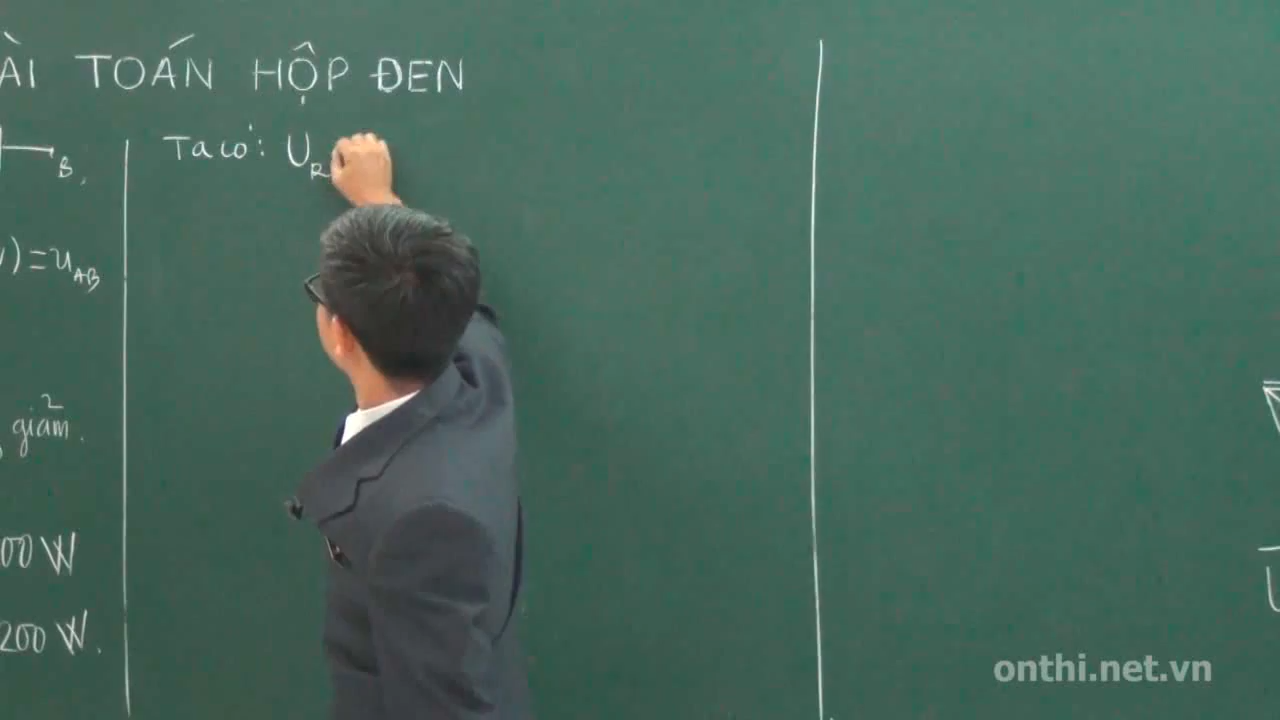 ÀI TOÁN HỘP ĐEN
B,
) = u_AB
giảm.
00 W
200 W.
Ta có: U_R
U
onthi.net.vn